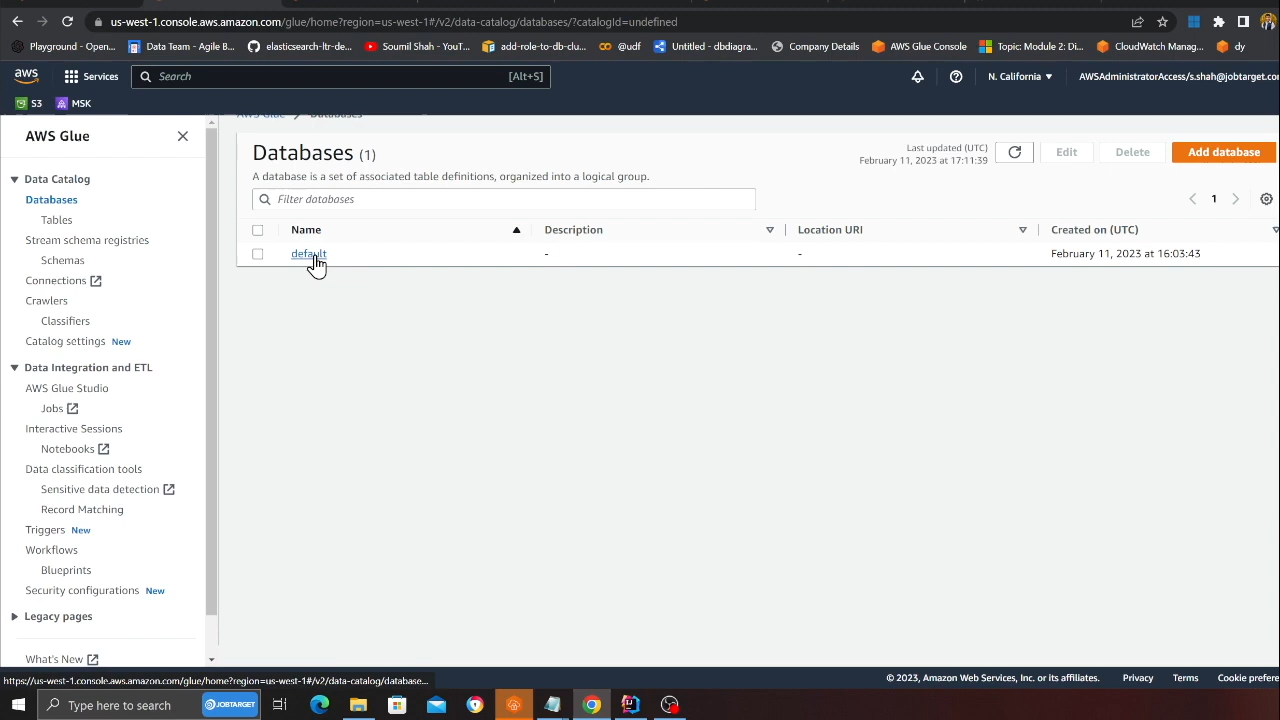 us-west-1.console.aws.amazon.com/glue/home?region=us-west-1#/v2/data-catalog/databases/?catalogId=undefined
Playground - Open... Data Team - Agile B... elasticsearch-ltr-de... Soumil Shah - YouT... add-role-to-db-clu... @udf Untitled - dbdiagra... Company Details AWS Glue Console Topic: Module 2: Di... CloudWatch Manag... dy
aws Services Search [Alt+S] N. California AWSAdministratorAccess/s.shah@jobtarget.co
S3 MSK
AWS Glue
AWS Glue Databases
Data Catalog
Databases
Tables
Stream schema registries
Schemas
Connections
Crawlers
Classifiers
Catalog settings New
Data Integration and ETL
AWS Glue Studio
Jobs
Interactive Sessions
Notebooks
Data classification tools
Sensitive data detection
Record Matching
Triggers New
Workflows
Blueprints
Security configurations New
Legacy pages
What's New
Databases (1)
Last updated (UTC)
February 11, 2023 at 17:11:39
Edit Delete Add database
A database is a set of associated table definitions, organized into a logical group.
Filter databases
1
Name Description Location URI Created on (UTC)
default - - February 11, 2023 at 16:03:43
https://us-west-1.console.aws.amazon.com/glue/home?region=us-west-1#/v2/data-catalog/database...
© 2023, Amazon Web Services, Inc. or its affiliates. Privacy Terms Cookie prefere
Type here to search JOBTARGET